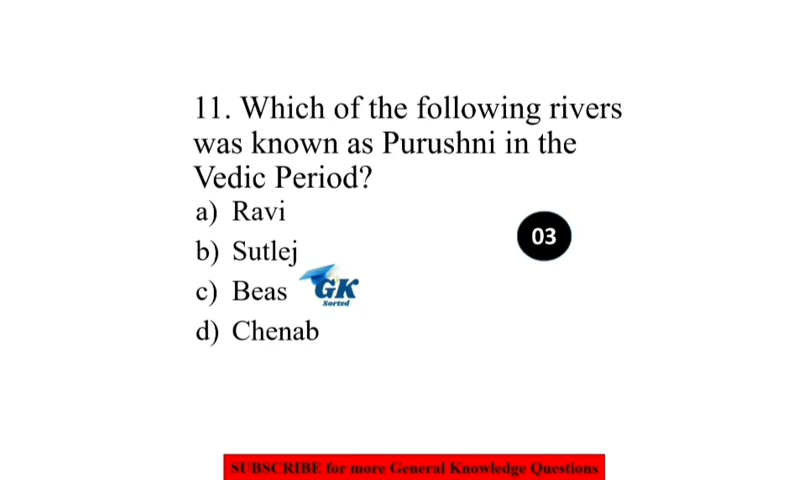 11. Which of the following rivers
was known as Purushni in the
Vedic Period?
a) Ravi
03
b) Sutlej
c) Beas
GK
Sorted
d) Chenab
SUBSCRIBE for more General Knowledge Questions